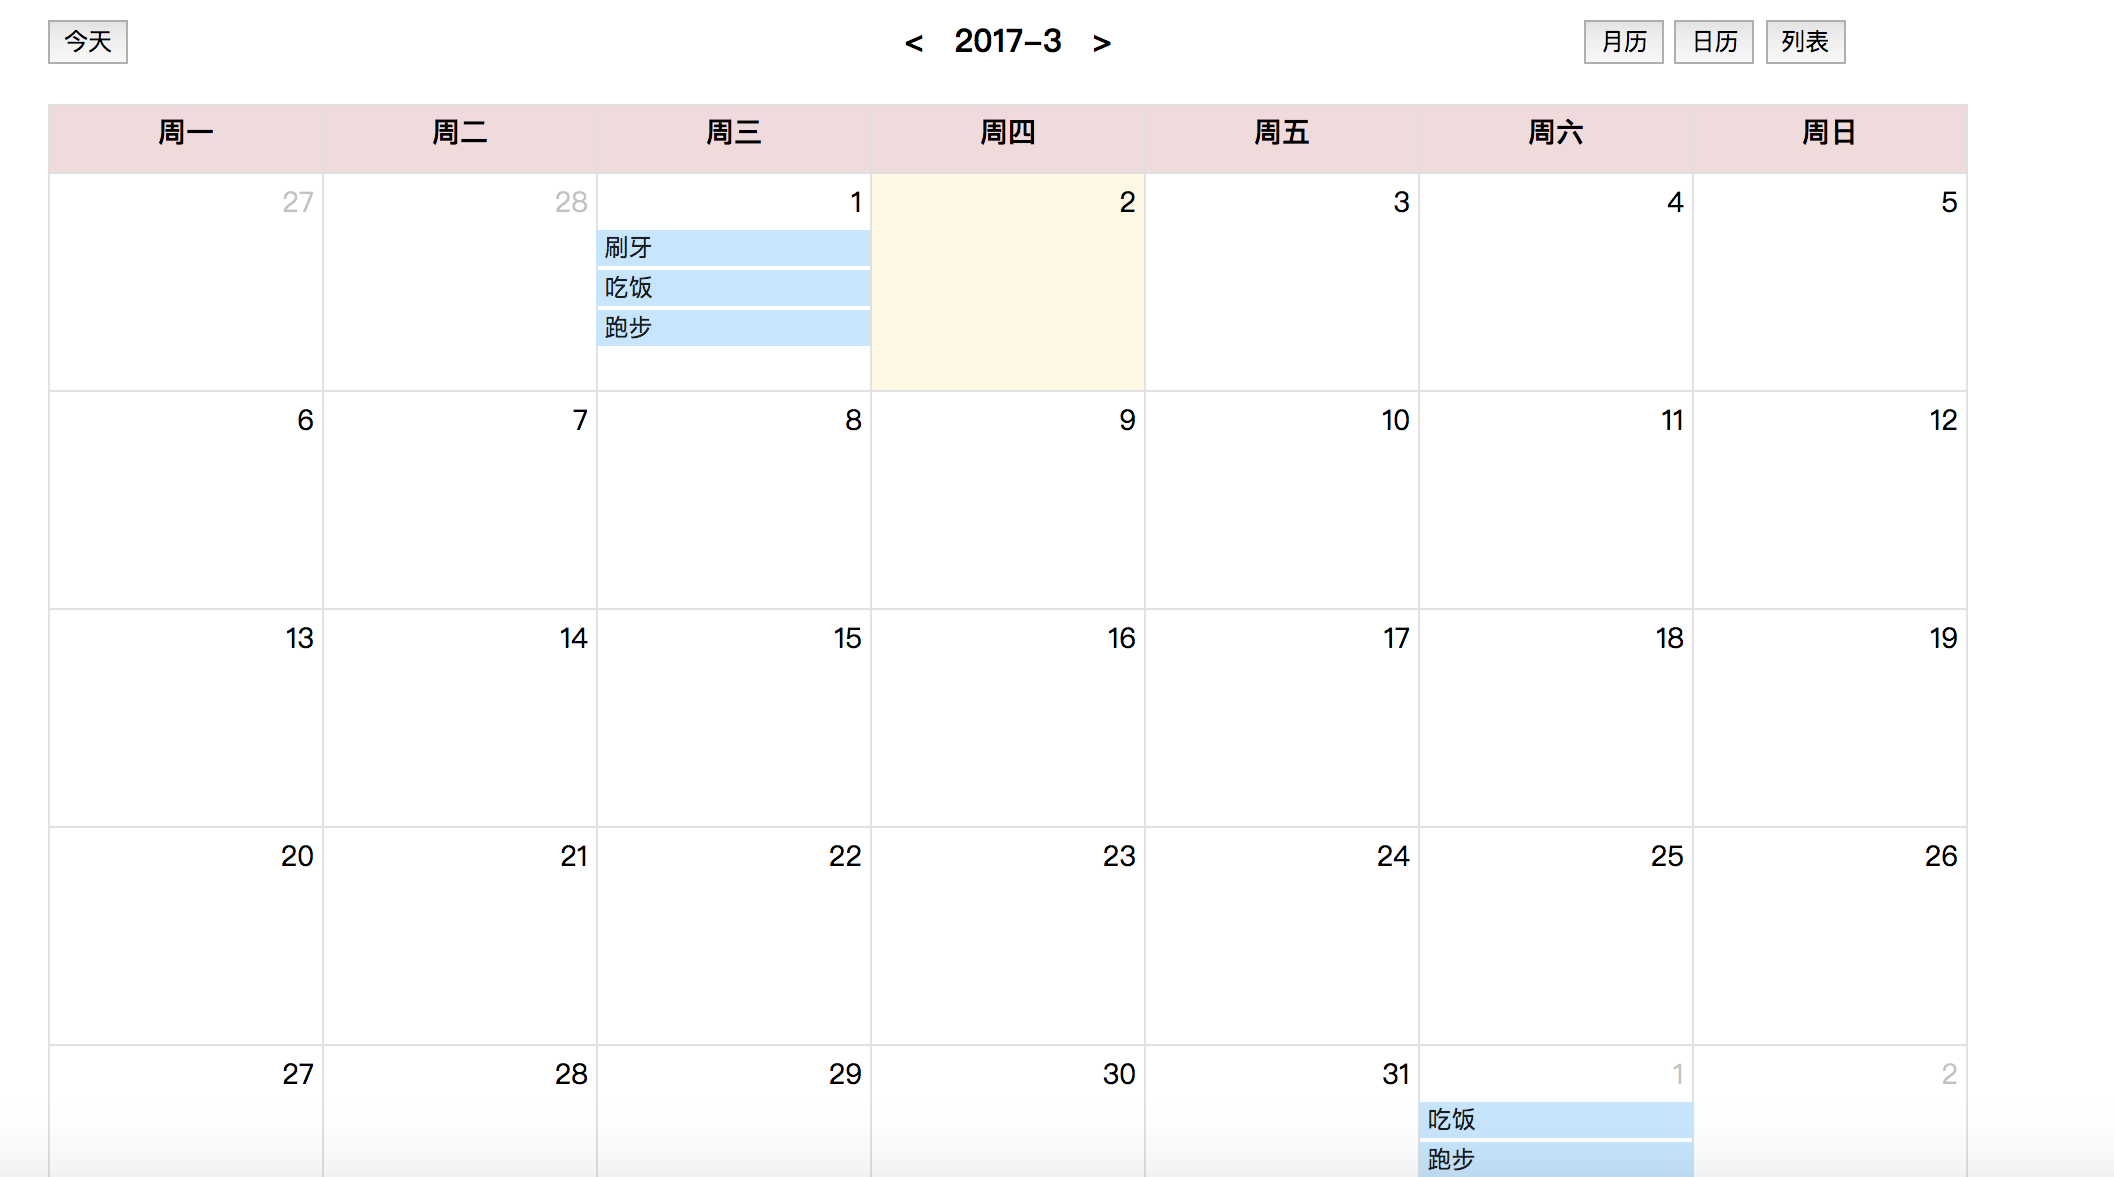 今天 < 2017-3 > 月历 日历 列表
周一 周二 周三 周四 周五 周六 周日
27 28 1 2 3 4 5
刷牙
吃饭
跑步
6 7 8 9 10 11 12
13 14 15 16 17 18 19
20 21 22 23 24 25 26
27 28 29 30 31 1 2
吃饭
跑步